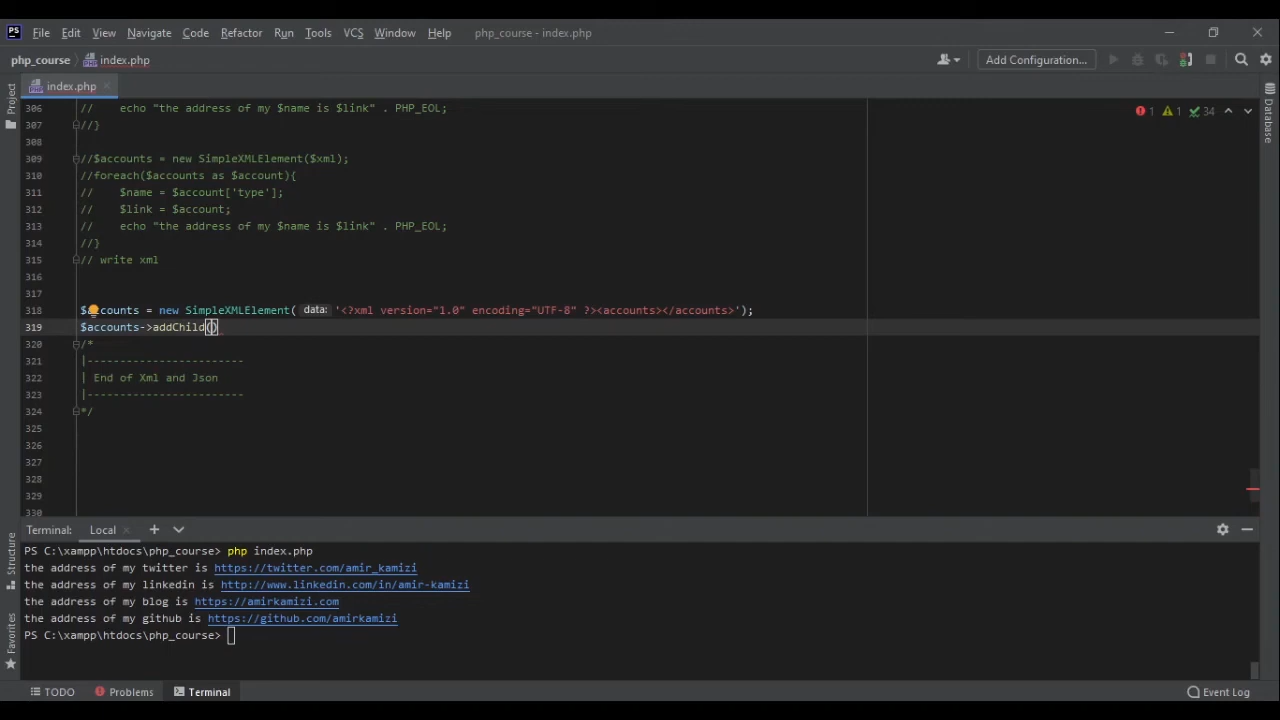 PS File Edit View Navigate Code Refactor Run Tools VCS Window Help php_course - index.php
php_course index.php Add Configuration...
Project index.php Database
306 //    echo "the address of my $name is $link" . PHP_EOL; 1 1 34
307 //}
308
309 //$accounts = new SimpleXMLElement($xml);
310 //foreach($accounts as $account){
311 //    $name = $account['type'];
312 //    $link = $account;
313 //    echo "the address of my $name is $link" . PHP_EOL;
314 //}
315 // write xml
316
317
318 $accounts = new SimpleXMLElement( data: '<?xml version="1.0" encoding="UTF-8" ?><accounts></accounts>');
319 $accounts->addChild()
320 /*
321 |------------------------
322 | End of Xml and Json
323 |------------------------
324 */
325
326
327
328
329
330
Terminal: Local
Structure
Favorites
PS C:\xampp\htdocs\php_course> php index.php
the address of my twitter is https://twitter.com/amir_kamizi
the address of my linkedin is http://www.linkedin.com/in/amir-kamizi
the address of my blog is https://amirkamizi.com
the address of my github is https://github.com/amirkamizi
PS C:\xampp\htdocs\php_course>
TODO Problems Terminal Event Log